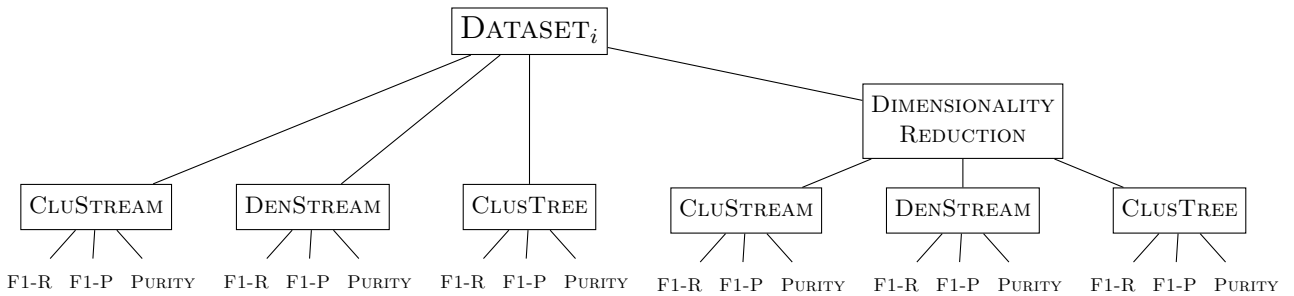 DATASETi
DIMENSIONALITY
REDUCTION
CLUSTREAM DENSTREAM CLUSTREE CLUSTREAM DENSTREAM CLUSTREE
F1-R F1-P PURITY F1-R F1-P PURITY F1-R F1-P PURITY F1-R F1-P PURITY F1-R F1-P PURITY F1-R F1-P PURITY